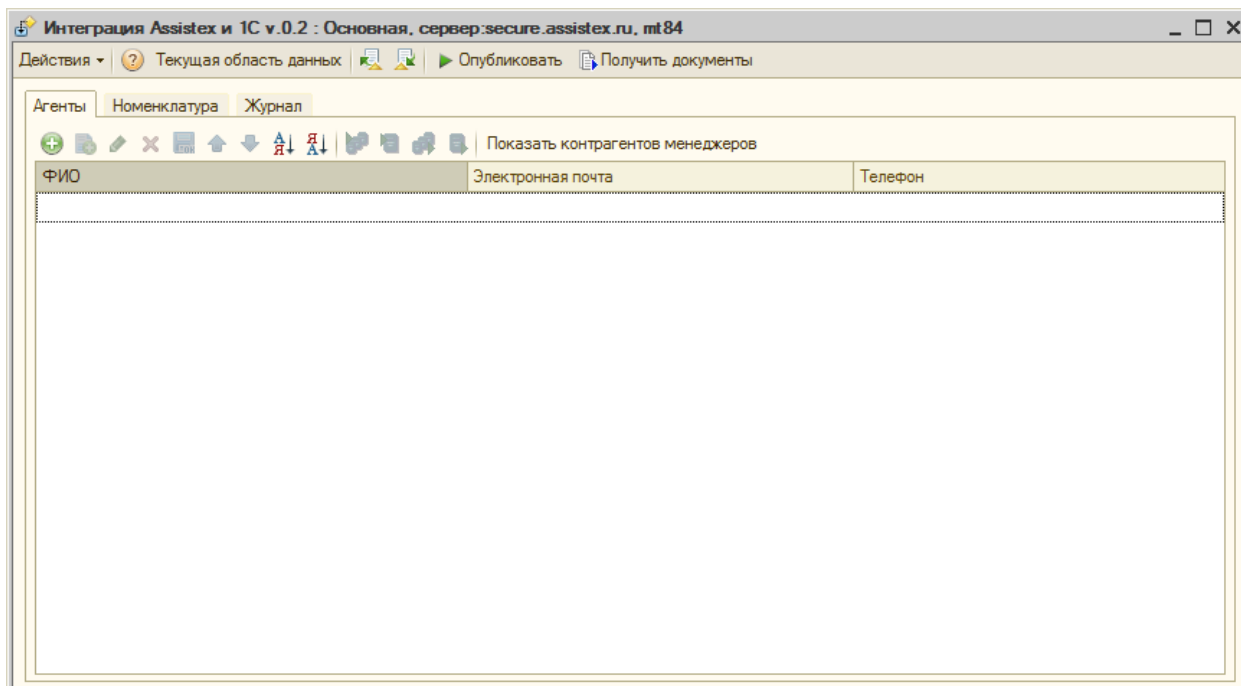 Интеграция Assistex и 1С v.0.2 : Основная, сервер:secure.assistex.ru, mt84
Действия ? Текущая область данных Опубликовать Получить документы
Агенты Номенклатура Журнал
Показать контрагентов менеджеров
ФИО Электронная почта Телефон